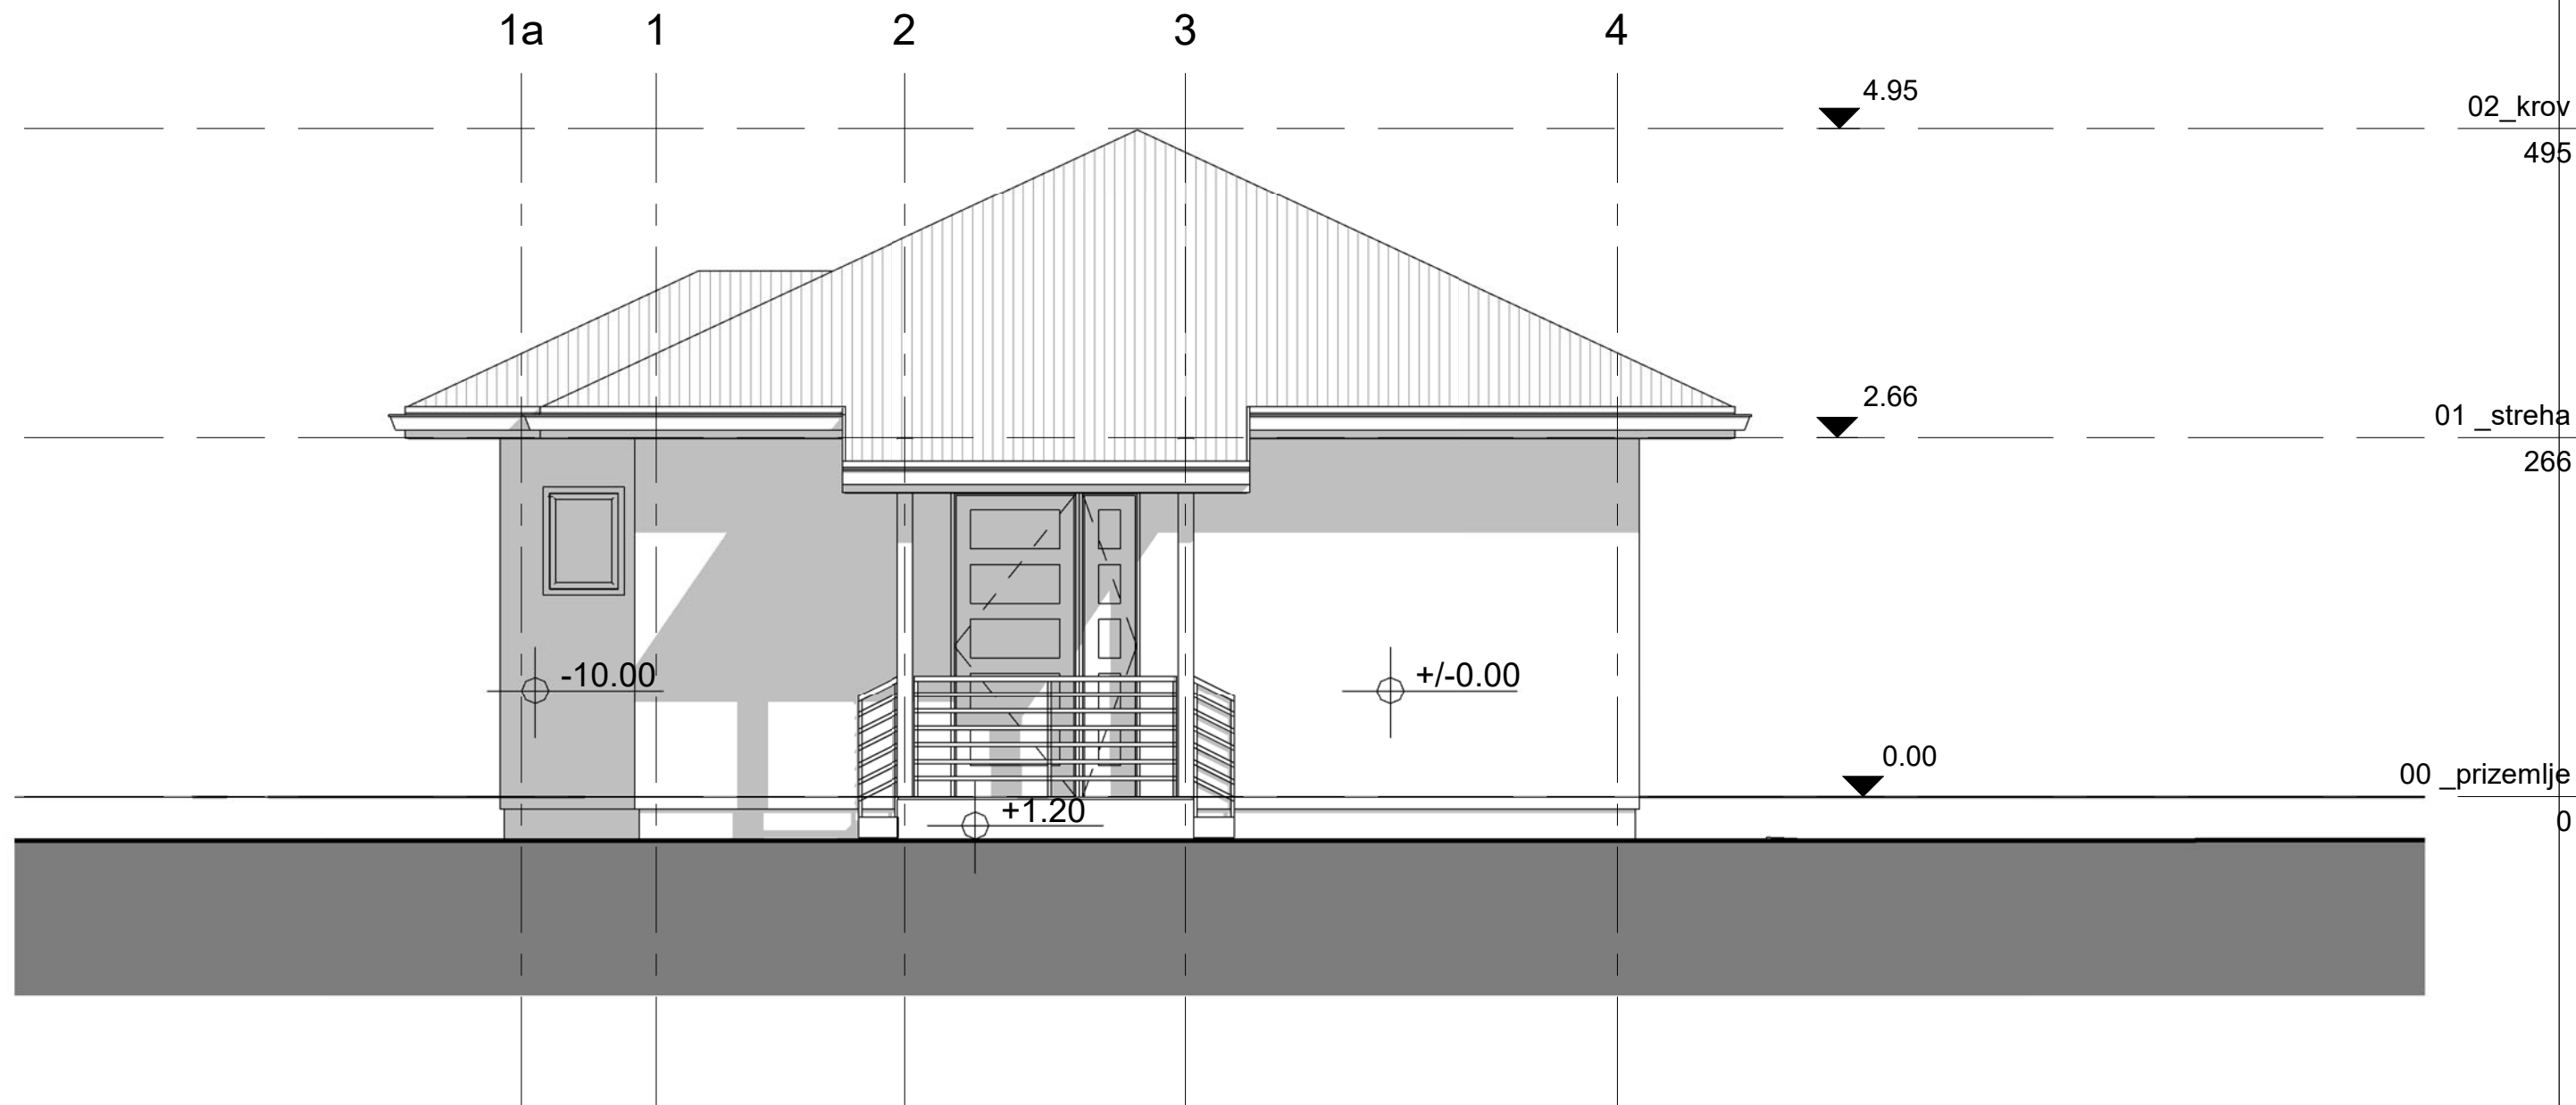 1a 1 2 3 4
4.95
02_krov
495
2.66
01 _streha
266
-10.00
+/-0.00
0.00
00 _prizemlje
+1.20
0